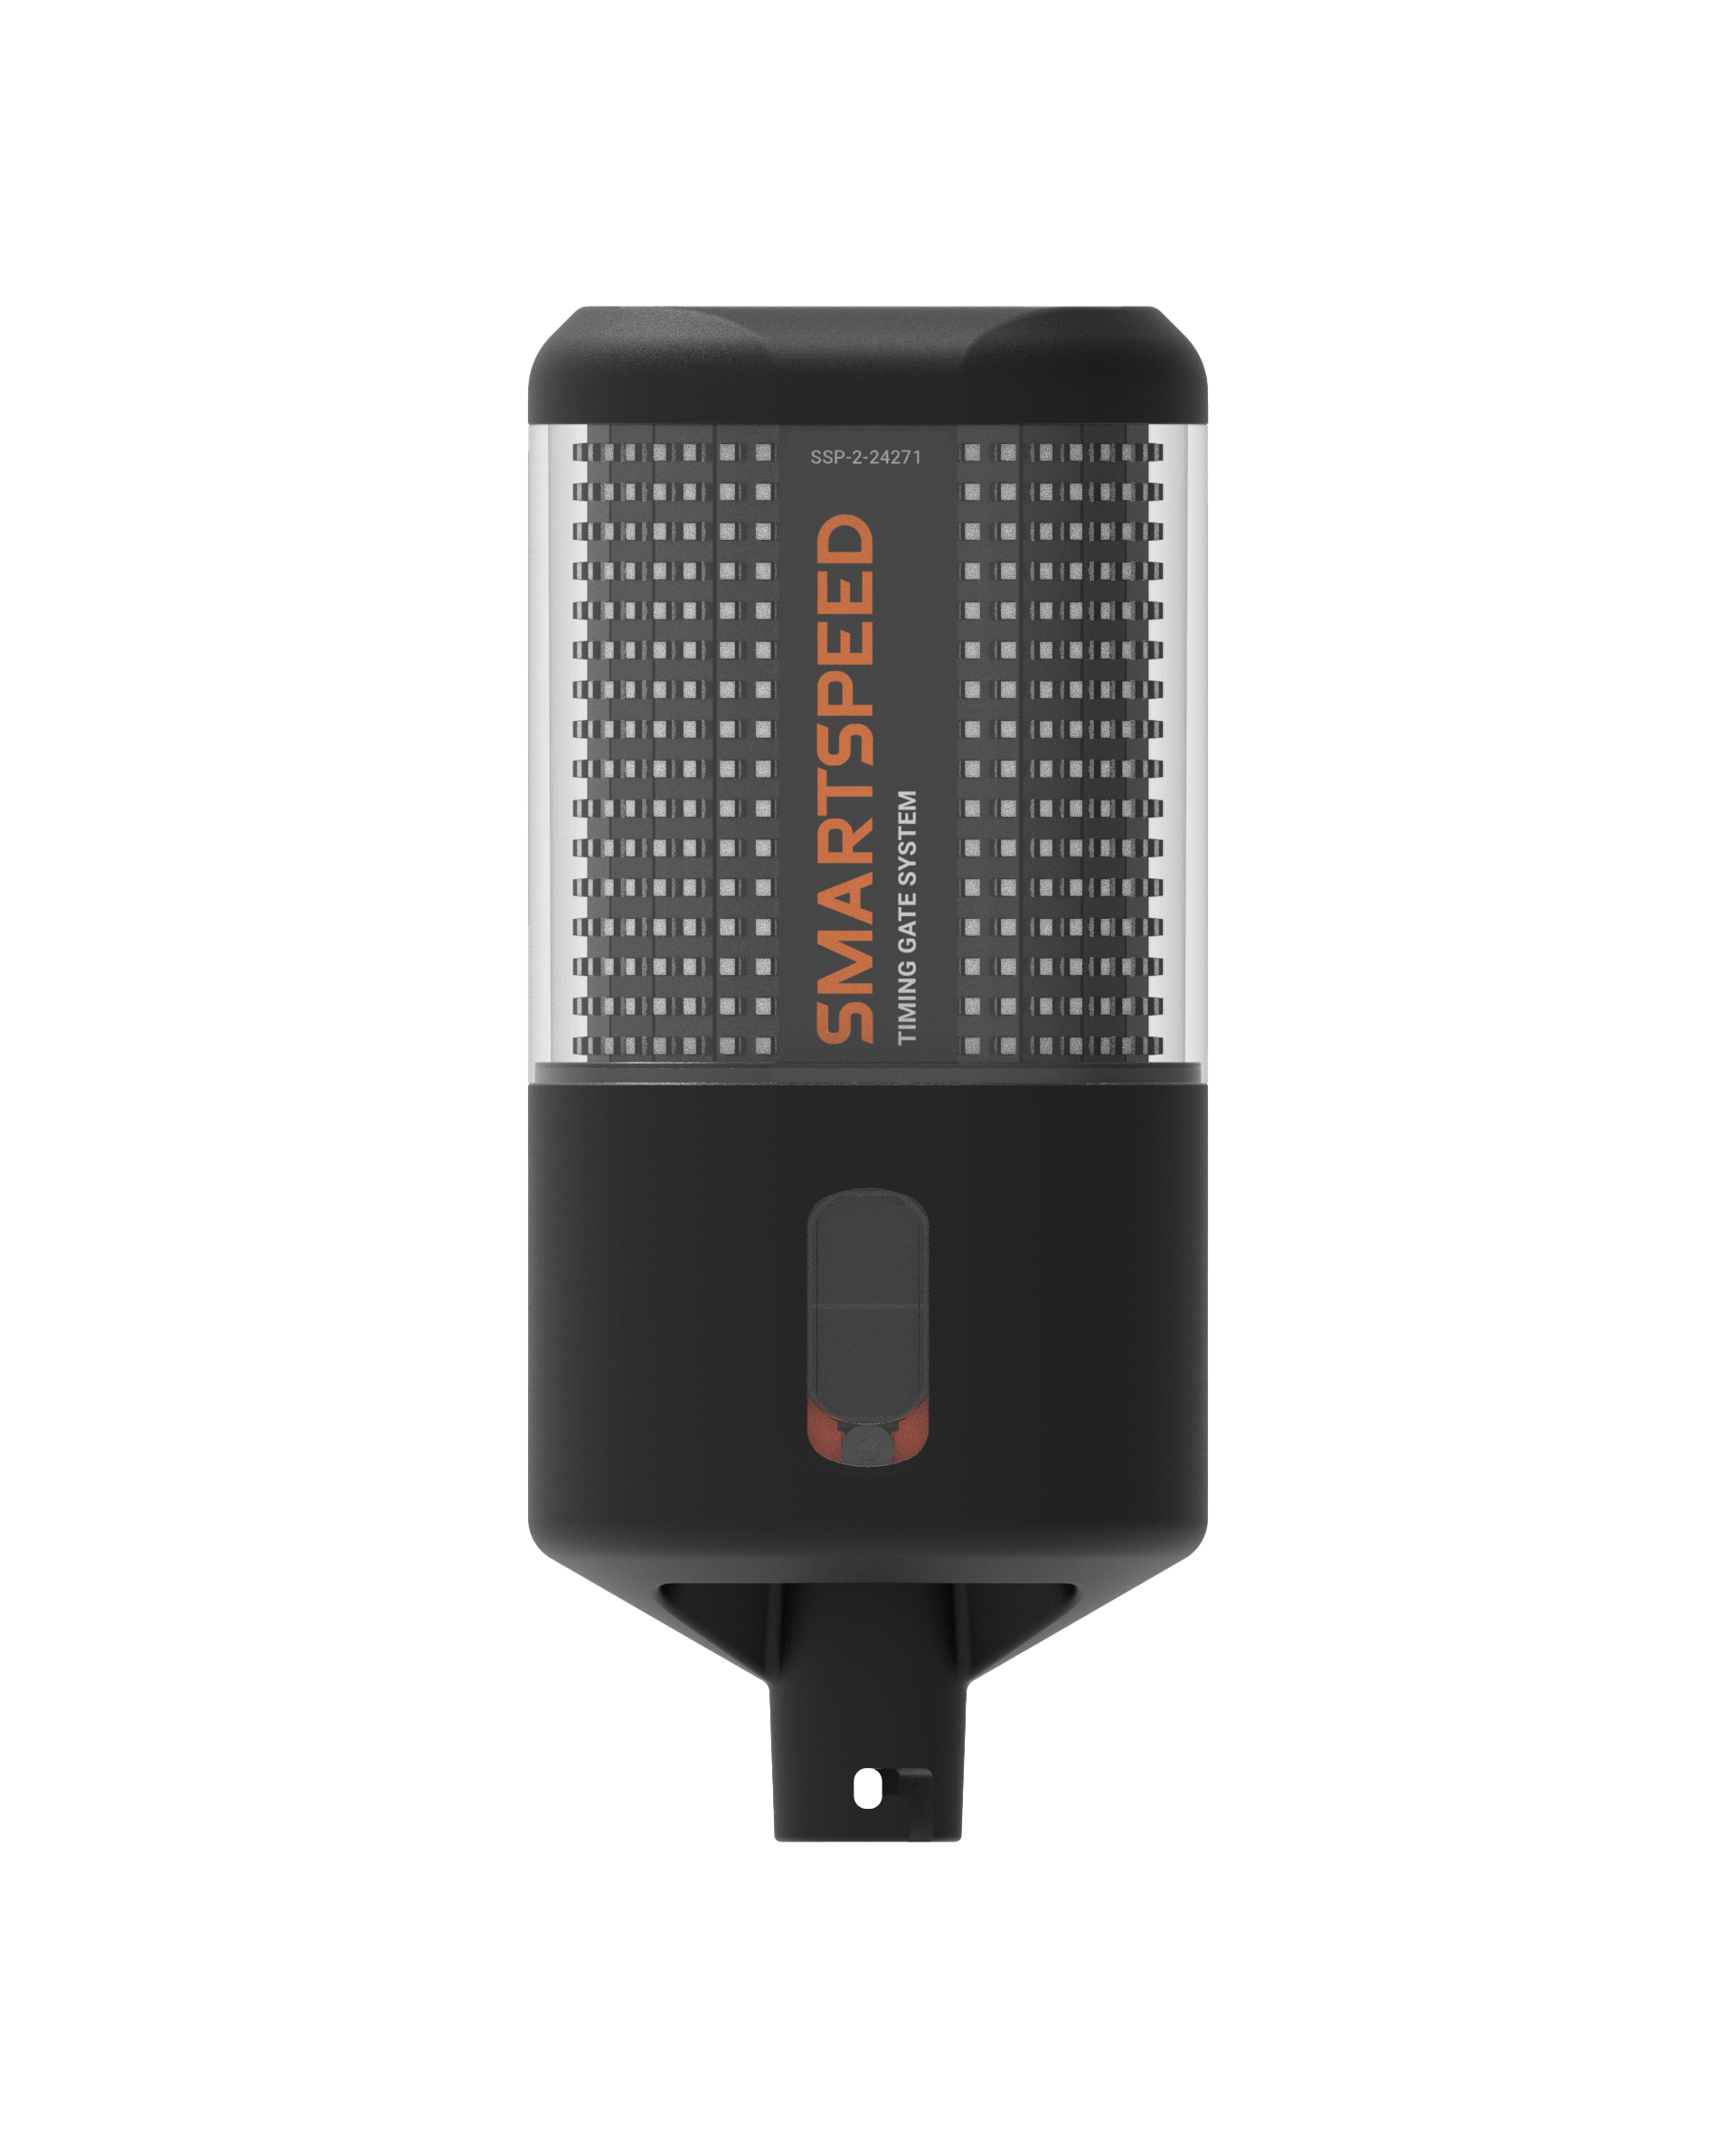 SSP-2-24271
SMARTSPEED
TIMING GATE SYSTEM